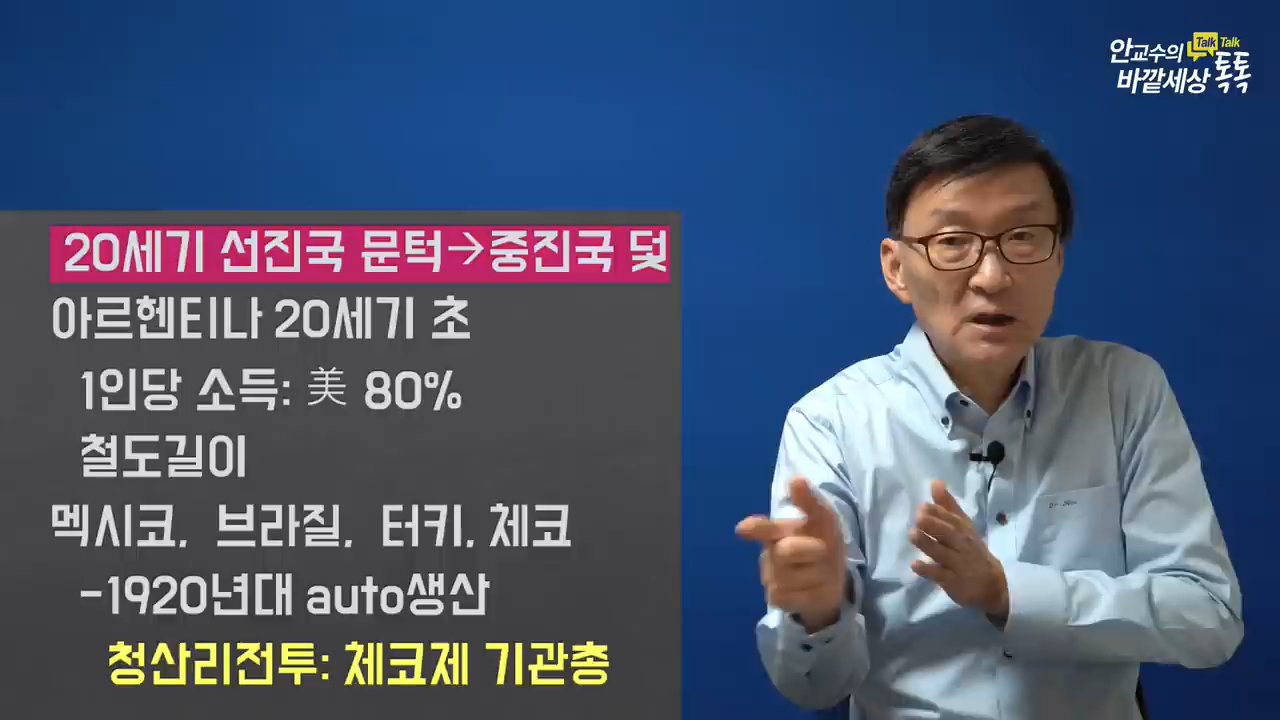 안교수의 Talk Talk
바깥세상 톡톡
20세기 선진국 문턱→중진국 덫
아르헨티나 20세기 초
1인당 소득: 美 80%
철도길이
멕시코, 브라질, 터키, 체코
-1920년대 auto생산
청산리전투: 체코제 기관총